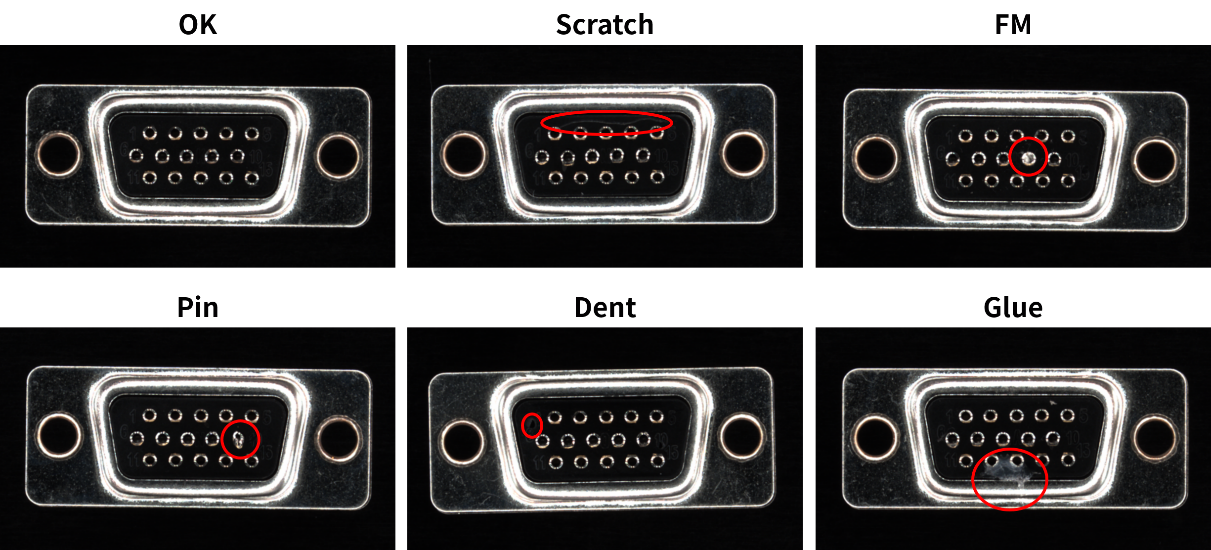 OK
Scratch
FM
Pin
Dent
Glue